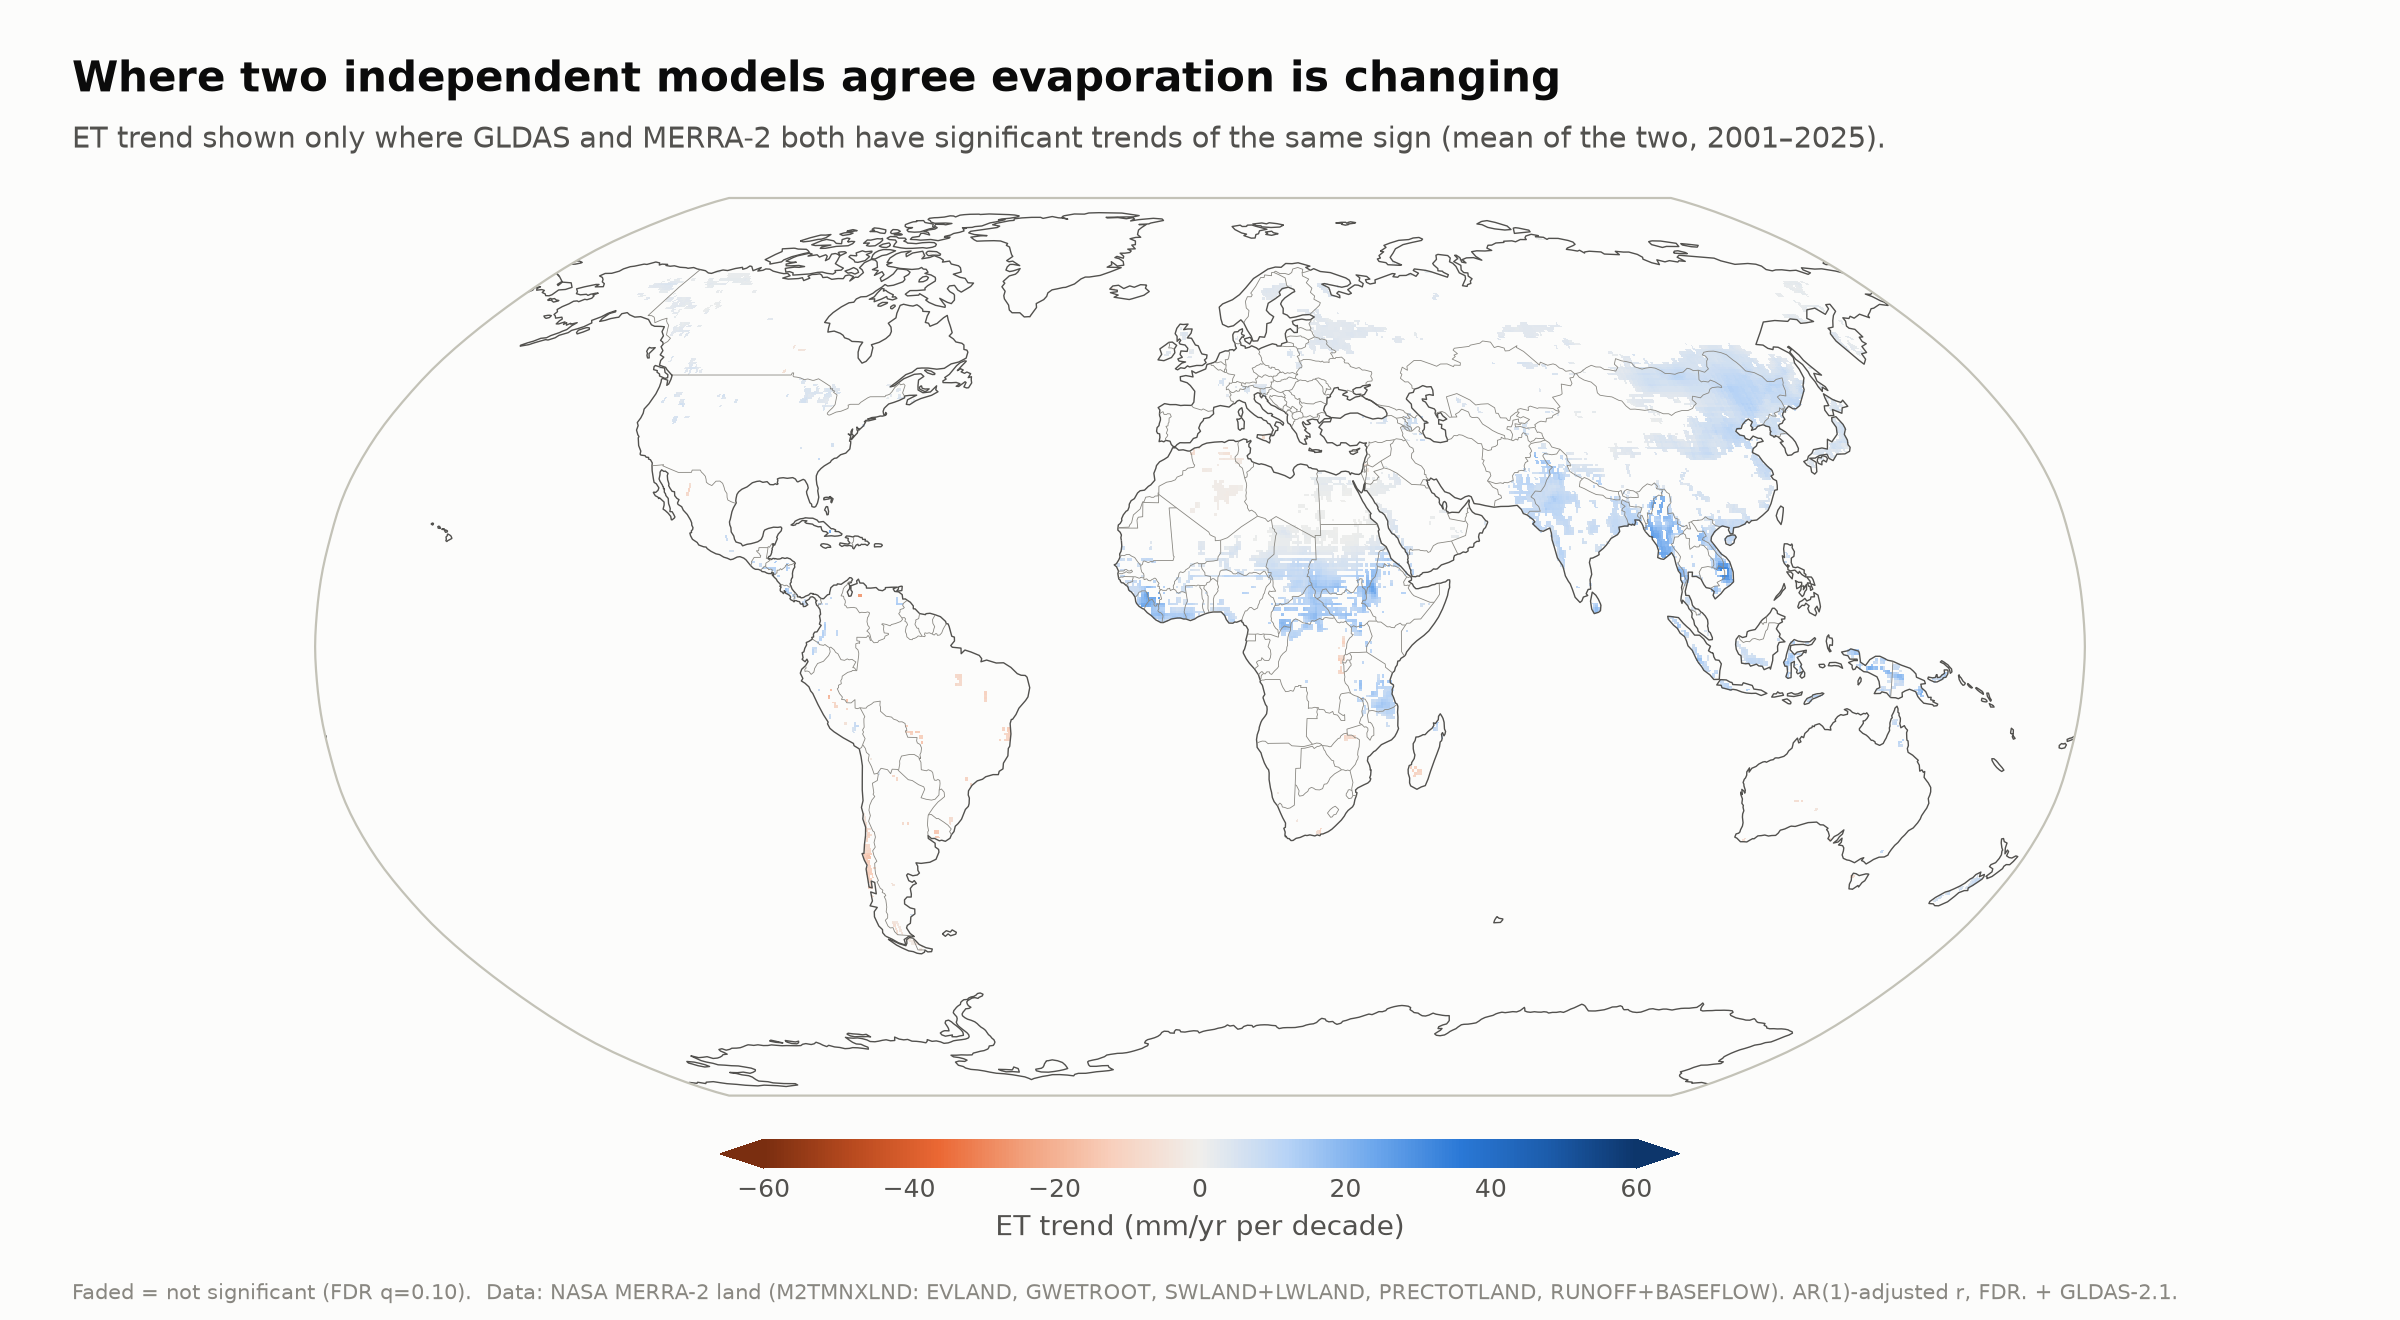 Where two independent models agree evaporation is changing
ET trend shown only where GLDAS and MERRA-2 both have significant trends of the same sign (mean of the two, 2001–2025).
−60 −40 −20 0 20 40 60
ET trend (mm/yr per decade)
Faded = not significant (FDR q=0.10).  Data: NASA MERRA-2 land (M2TMNXLND: EVLAND, GWETROOT, SWLAND+LWLAND, PRECTOTLAND, RUNOFF+BASEFLOW). AR(1)-adjusted r, FDR. + GLDAS-2.1.